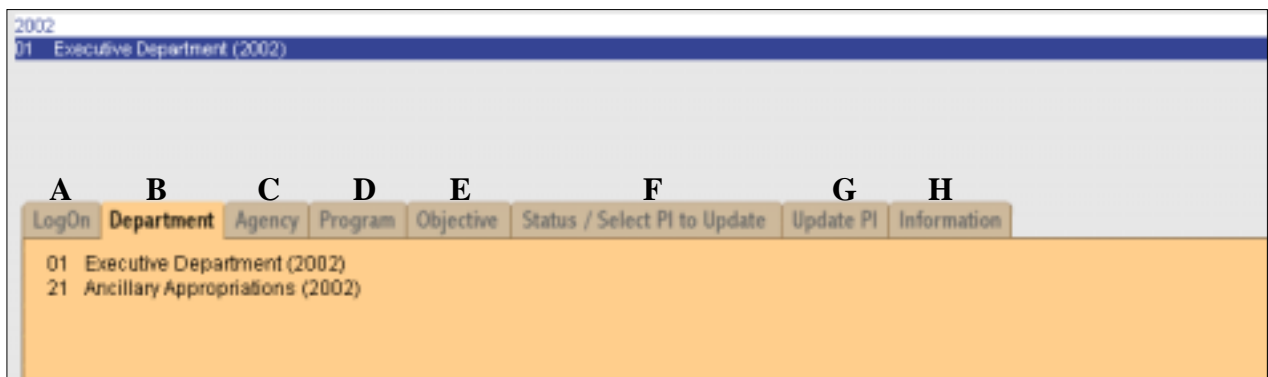 2002
01 Executive Department (2002)
A B C D E F G H
LogOn Department Agency Program Objective Status / Select PI to Update Update PI Information
01 Executive Department (2002)
21 Ancillary Appropriations (2002)